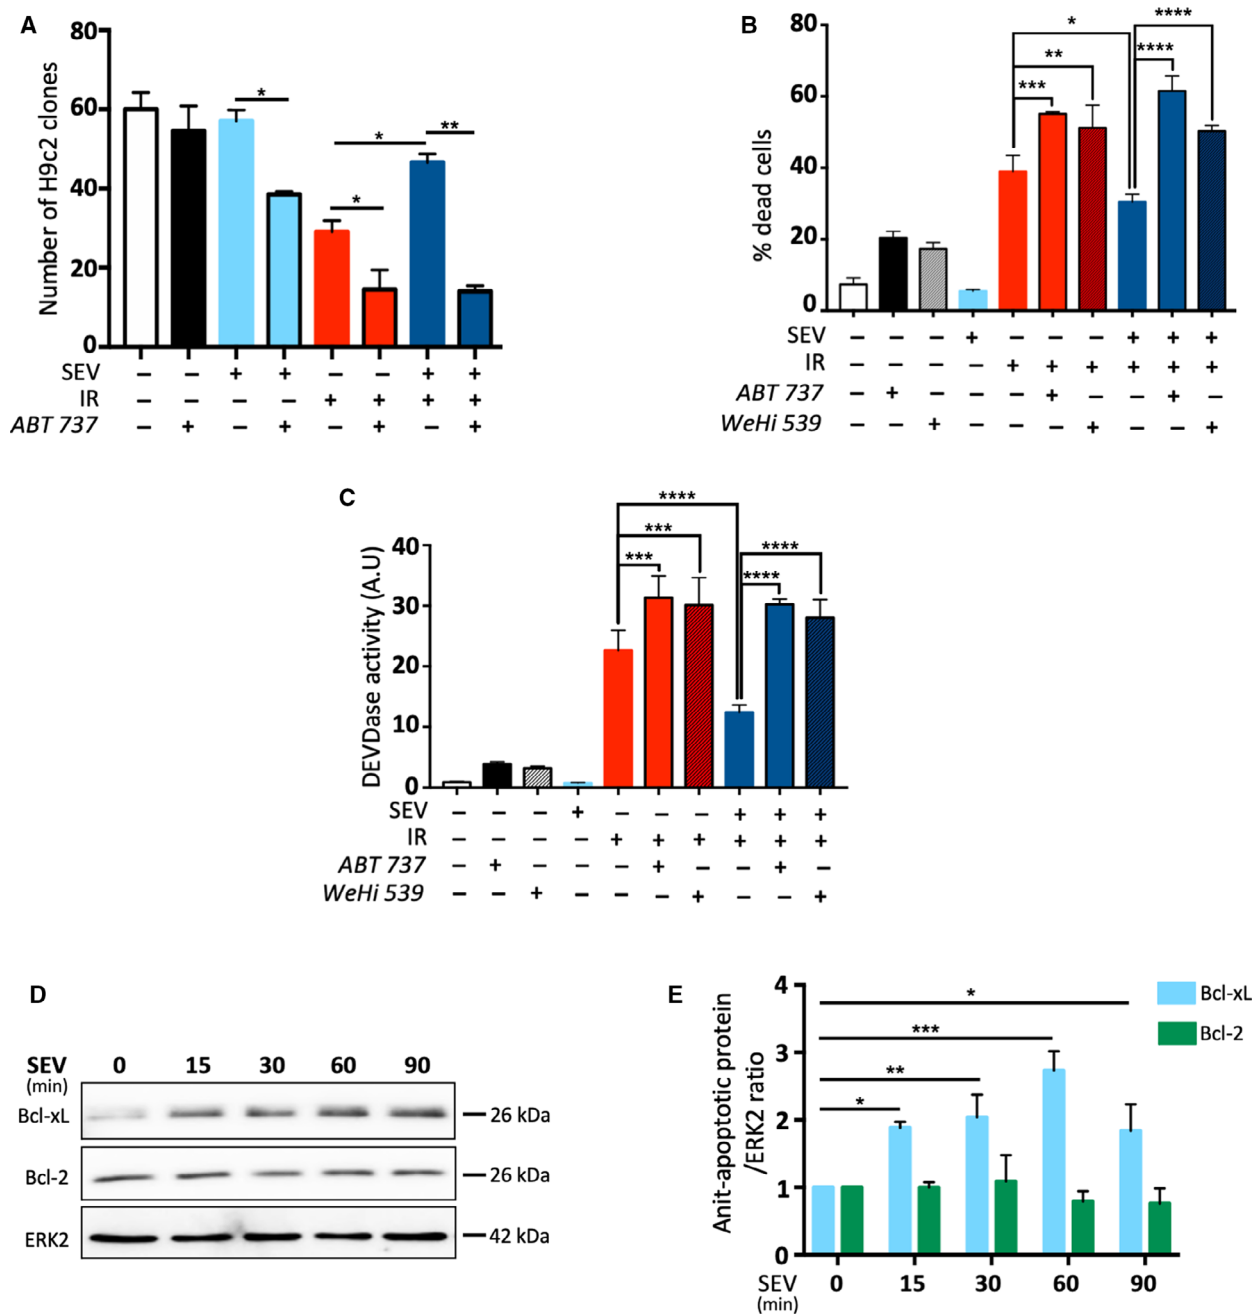 A
Number of H9c2 clones
80
60
40
20
0
*
*
*
**
SEV – – + + – – + +
IR – – – – + + + +
ABT 737 – + – + – + – +
B
% dead cells
80
60
40
20
0
*
**
***
****
****
SEV – – – + – – – + + +
IR – – – – + + + + + +
ABT 737 – + – – – + – – + –
WeHi 539 – – + – – – + – – +
C
DEVDase activity (A.U)
40
30
20
10
0
****
***
***
****
****
SEV – – – + – – – + + +
IR – – – – + + + + + +
ABT 737 – + – – – + – – + –
WeHi 539 – – + – – – + – – +
D
SEV 0 15 30 60 90
(min)
Bcl-xL 26 kDa
Bcl-2 26 kDa
ERK2 42 kDa
E
Anit-apoptotic protein
/ERK2 ratio
4
3
2
1
0
*
***
**
*
Bcl-xL
Bcl-2
SEV 0 15 30 60 90
(min)